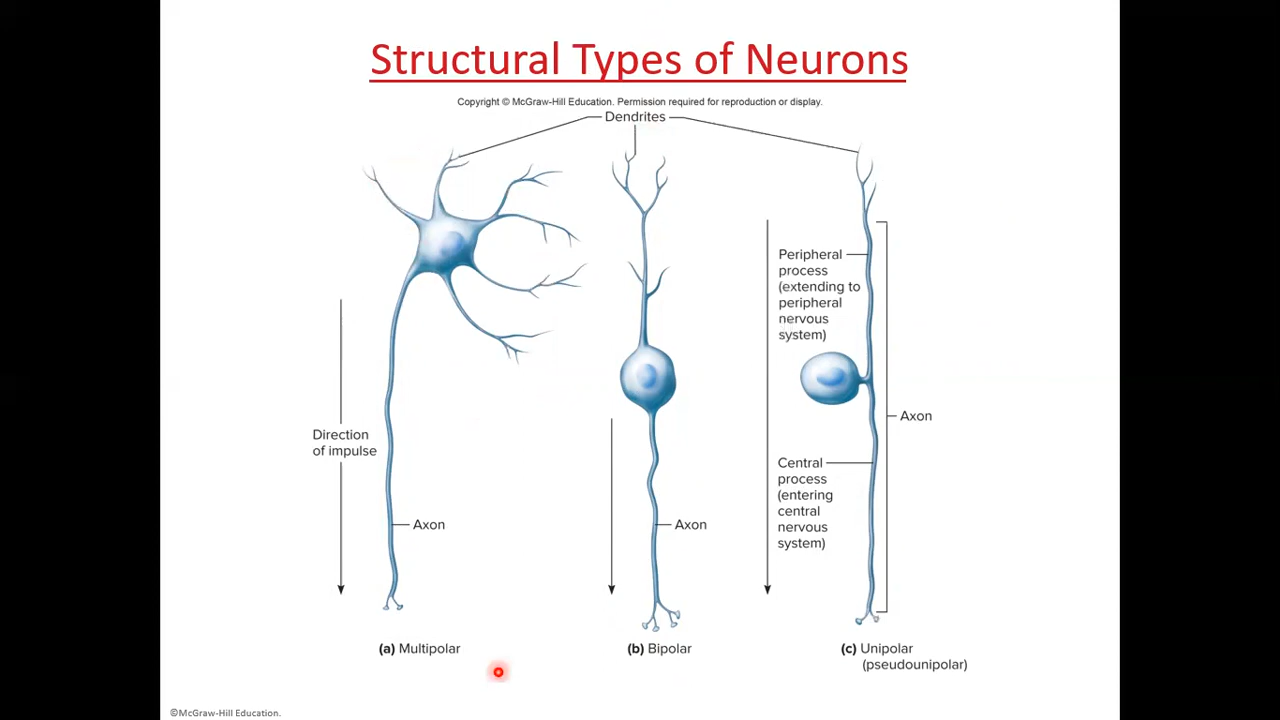 Structural Types of Neurons
Copyright © McGraw-Hill Education. Permission required for reproduction or display.
Dendrites
Direction
of impulse
Axon
(a) Multipolar
Axon
(b) Bipolar
Peripheral
process
(extending to
peripheral
nervous
system)
Axon
Central
process
(entering
central
nervous
system)
(c) Unipolar
(pseudounipolar)
©McGraw-Hill Education.